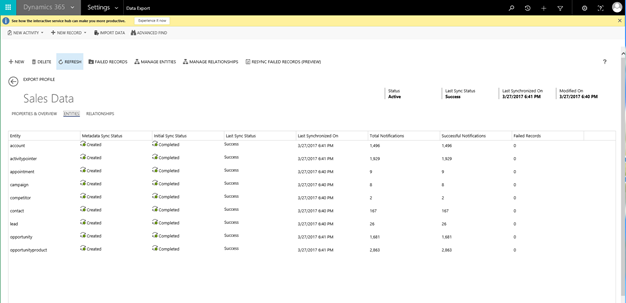 Dynamics 365 Settings Data Export
See how the interactive service hub can make you more productive. Experience it now
NEW ACTIVITY NEW RECORD IMPORT DATA ADVANCED FIND
NEW DELETE REFRESH FAILED RECORDS MANAGE ENTITIES MANAGE RELATIONSHIPS RESYNC FAILED RECORDS (PREVIEW) ?
EXPORT PROFILE
Sales Data
Status Last Sync Status Last Synchronized On Modified On
Active Success 3/27/2017 6:41 PM 3/27/2017 6:40 PM
PROPERTIES & OVERVIEW ENTITIES RELATIONSHIPS
Entity Metadata Sync Status Initial Sync Status Last Sync Status Last Synchronized On Total Notifications Successful Notifications Failed Records
account Created Completed Success 3/27/2017 6:41 PM 1,496 1,496 0
activitypointer Created Completed Success 3/27/2017 6:41 PM 1,929 1,929 0
appointment Created Completed Success 3/27/2017 6:40 PM 9 9 0
campaign Created Completed Success 3/27/2017 6:40 PM 8 8 0
competitor Created Completed Success 3/27/2017 6:40 PM 2 2 0
contact Created Completed Success 3/27/2017 6:40 PM 197 197 0
lead Created Completed Success 3/27/2017 6:40 PM 26 26 0
opportunity Created Completed Success 3/27/2017 6:41 PM 1,681 1,681 0
opportunityproduct Created Completed Success 3/27/2017 6:41 PM 2,863 2,863 0